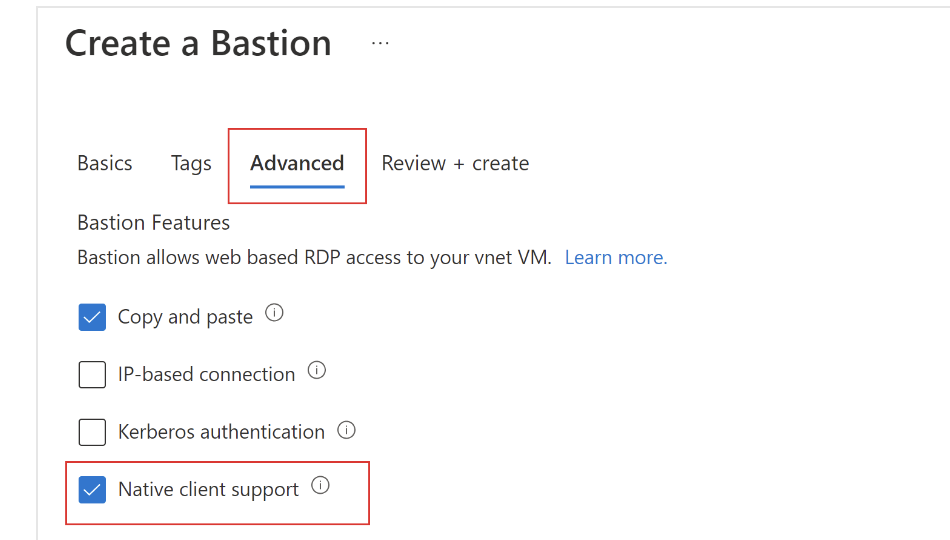 Create a Bastion ...
Basics Tags Advanced Review + create
Bastion Features
Bastion allows web based RDP access to your vnet VM. Learn more.
Copy and paste
IP-based connection
Kerberos authentication
Native client support